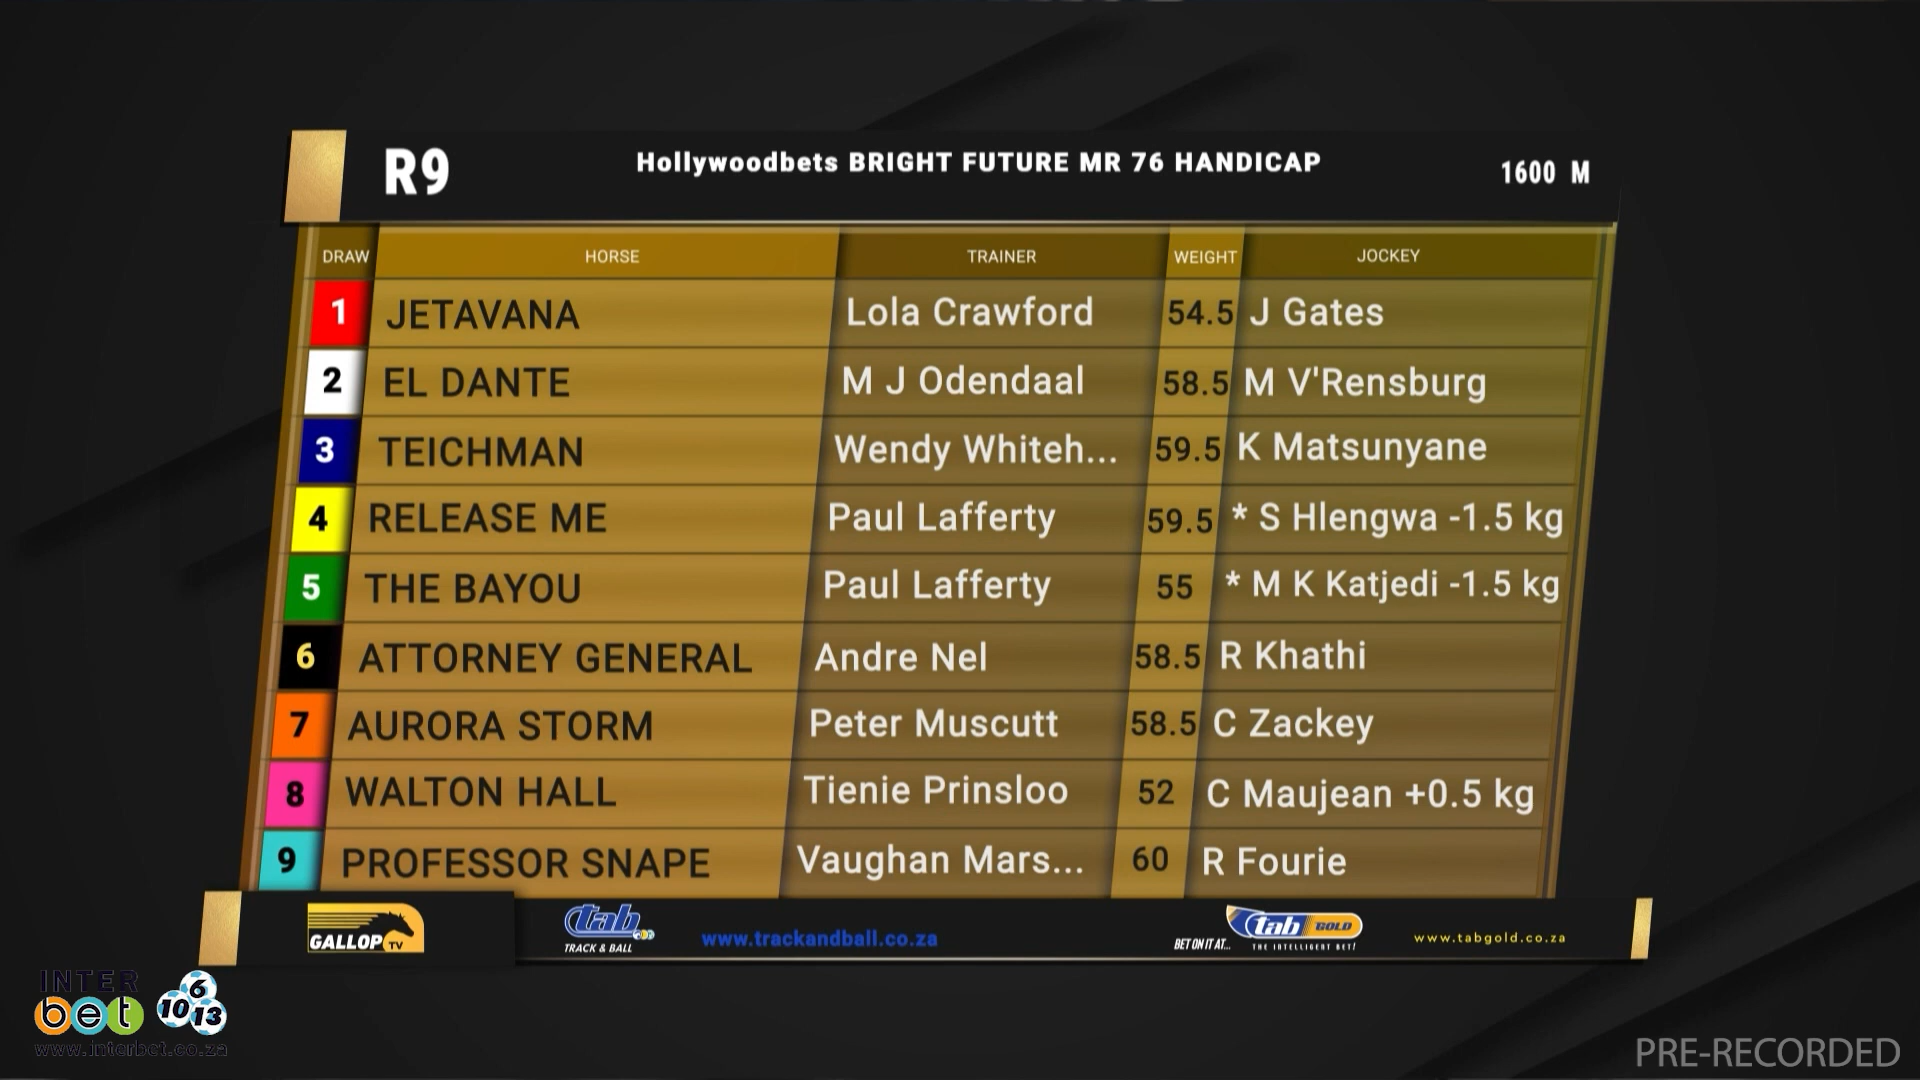 R9 Hollywoodbets BRIGHT FUTURE MR 76 HANDICAP 1600 M
DRAW HORSE TRAINER WEIGHT JOCKEY
1 JETAVANA Lola Crawford 54.5 J Gates
2 EL DANTE M J Odendaal 58.5 M V'Rensburg
3 TEICHMAN Wendy Whiteh... 59.5 K Matsunyane
4 RELEASE ME Paul Lafferty 59.5 * S Hlengwa -1.5 kg
5 THE BAYOU Paul Lafferty 55 * M K Katjedi -1.5 kg
6 ATTORNEY GENERAL Andre Nel 58.5 R Khathi
7 AURORA STORM Peter Muscutt 58.5 C Zackey
8 WALTON HALL Tienie Prinsloo 52 C Maujean +0.5 kg
9 PROFESSOR SNAPE Vaughan Mars... 60 R Fourie
GALLOP TV
tab
TRACK & BALL
www.trackandball.co.za
BET ON IT AT...
tab GOLD
THE INTELLIGENT BET!
www.tabgold.co.za
INTER
bet
6
10 13
www.interbet.co.za
PRE-RECORDED